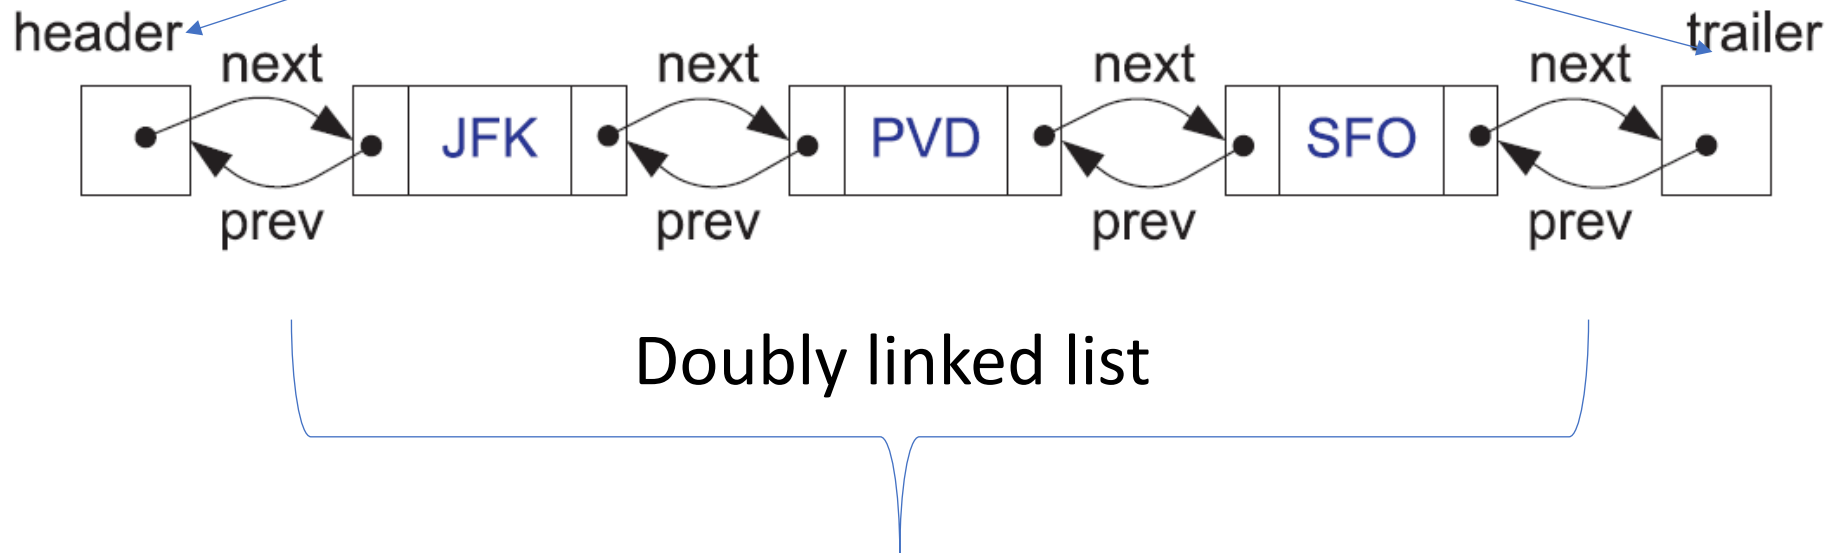 header
trailer
next
next
next
next
JFK
PVD
SFO
prev
prev
prev
prev
Doubly linked list